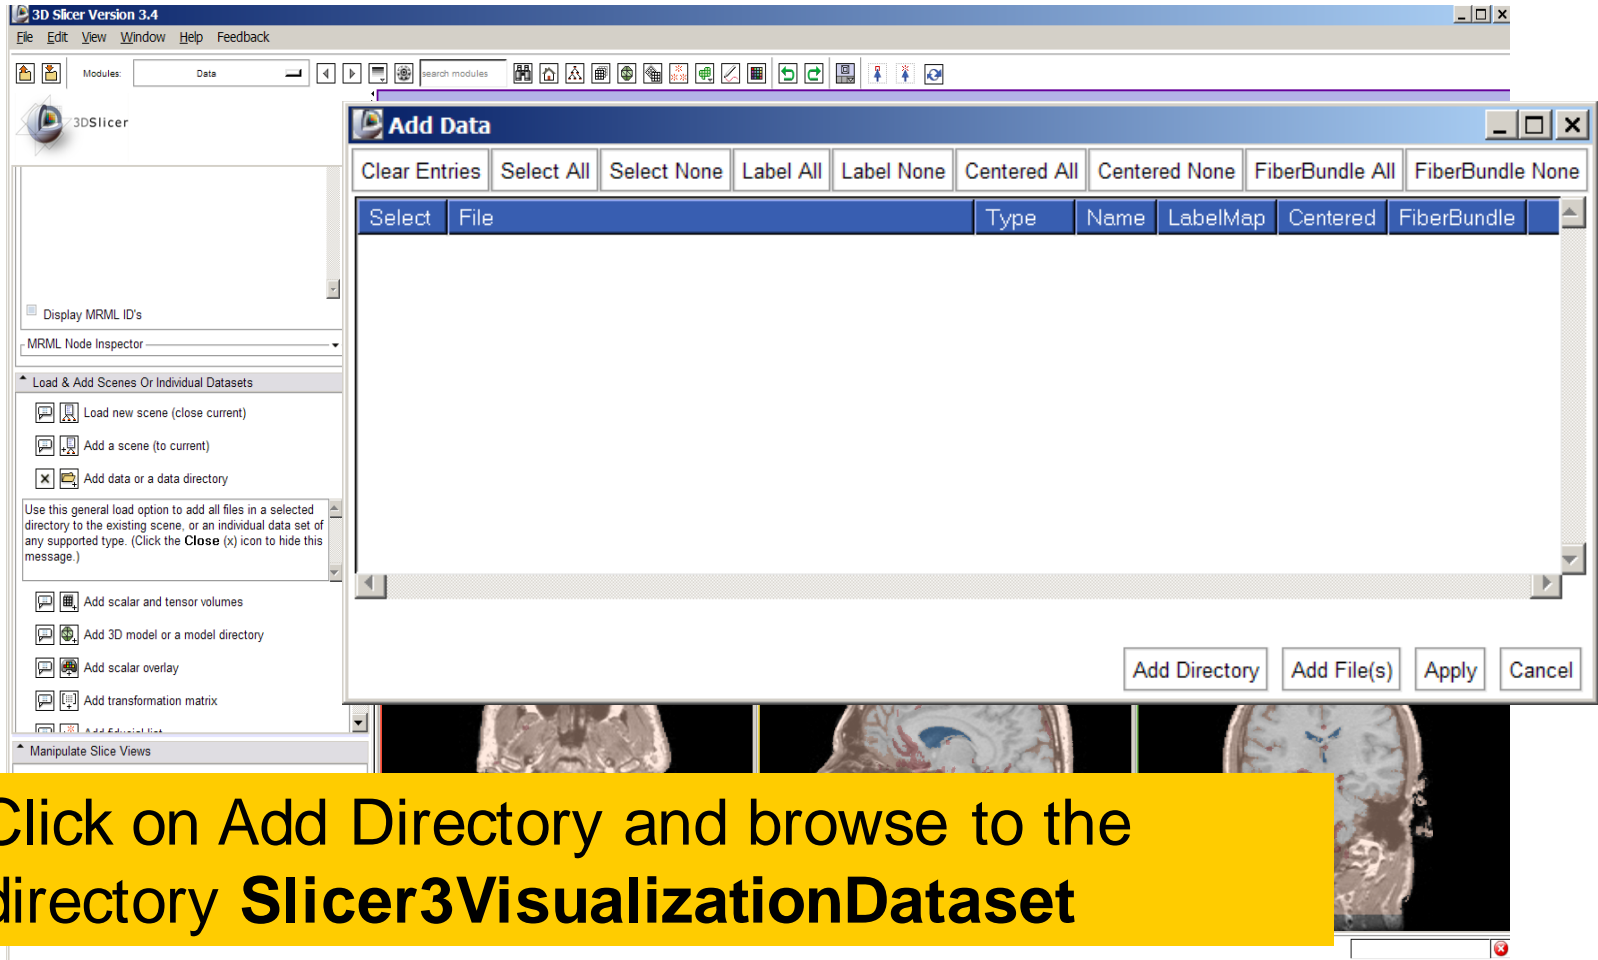 3D Slicer Version 3.4
File Edit View Window Help Feedback
Modules: Data search modules
3DSlicer
Add Data
Clear Entries Select All Select None Label All Label None Centered All Centered None FiberBundle All FiberBundle None
Select File Type Name LabelMap Centered FiberBundle
Display MRML ID's
MRML Node Inspector
Load & Add Scenes Or Individual Datasets
Load new scene (close current)
Add a scene (to current)
Add data or a data directory
Use this general load option to add all files in a selected
directory to the existing scene, or an individual data set of
any supported type. (Click the Close (x) icon to hide this
message.)
Add scalar and tensor volumes
Add 3D model or a model directory
Add scalar overlay
Add transformation matrix
Add fiducial list
Add Directory Add File(s) Apply Cancel
Manipulate Slice Views
Click on Add Directory and browse to the
directory Slicer3VisualizationDataset